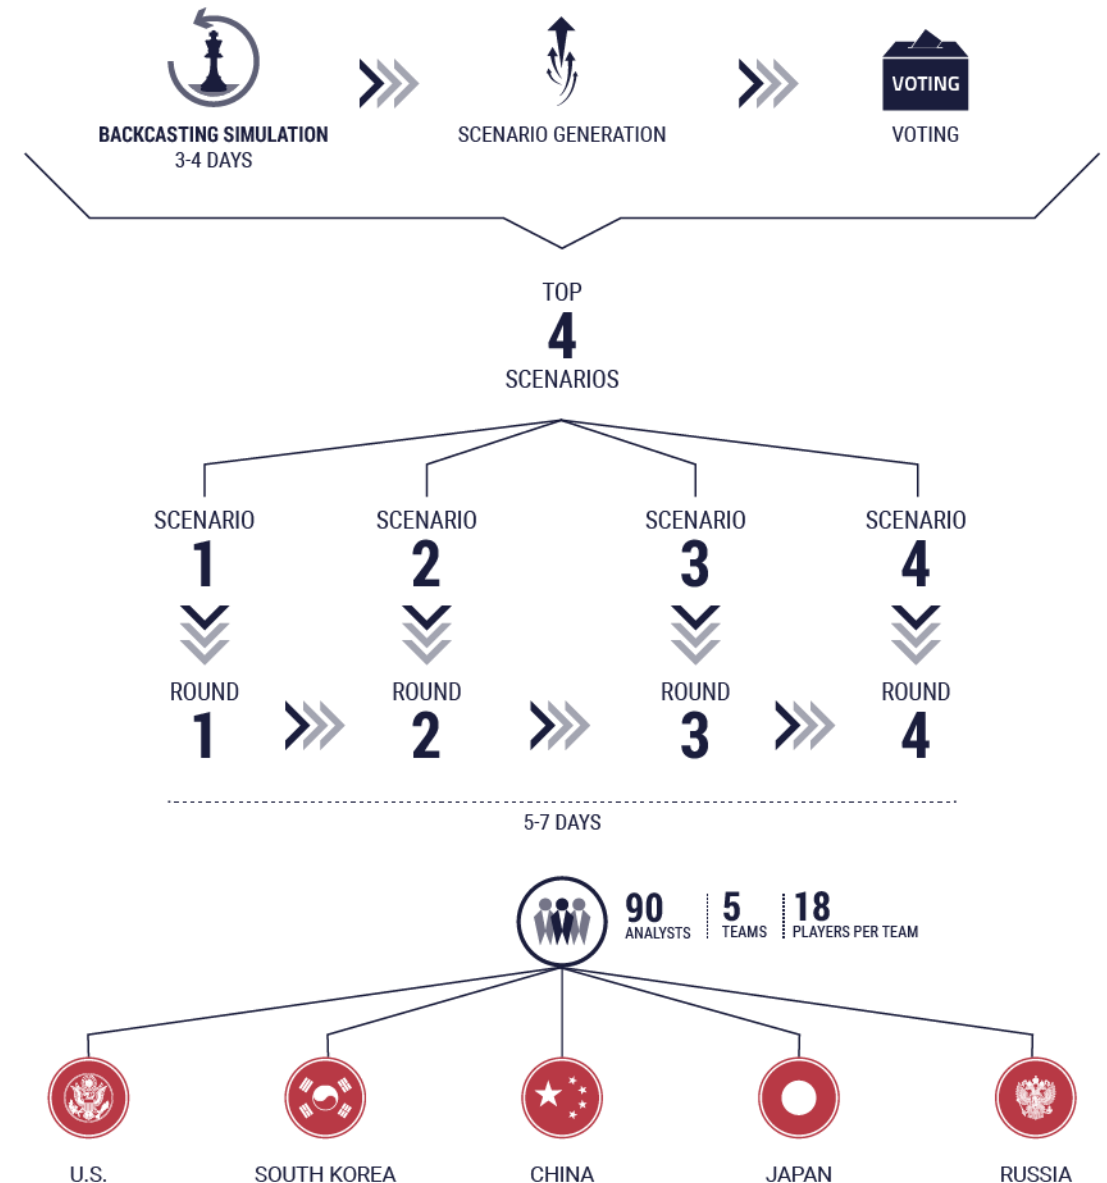 VOTING
BACKCASTING SIMULATION
3-4 DAYS
SCENARIO GENERATION
VOTING
TOP
4
SCENARIOS
SCENARIO
1
SCENARIO
2
SCENARIO
3
SCENARIO
4
ROUND
1
ROUND
2
ROUND
3
ROUND
4
5-7 DAYS
90
ANALYSTS
5
TEAMS
18
PLAYERS PER TEAM
U.S.
SOUTH KOREA
CHINA
JAPAN
RUSSIA